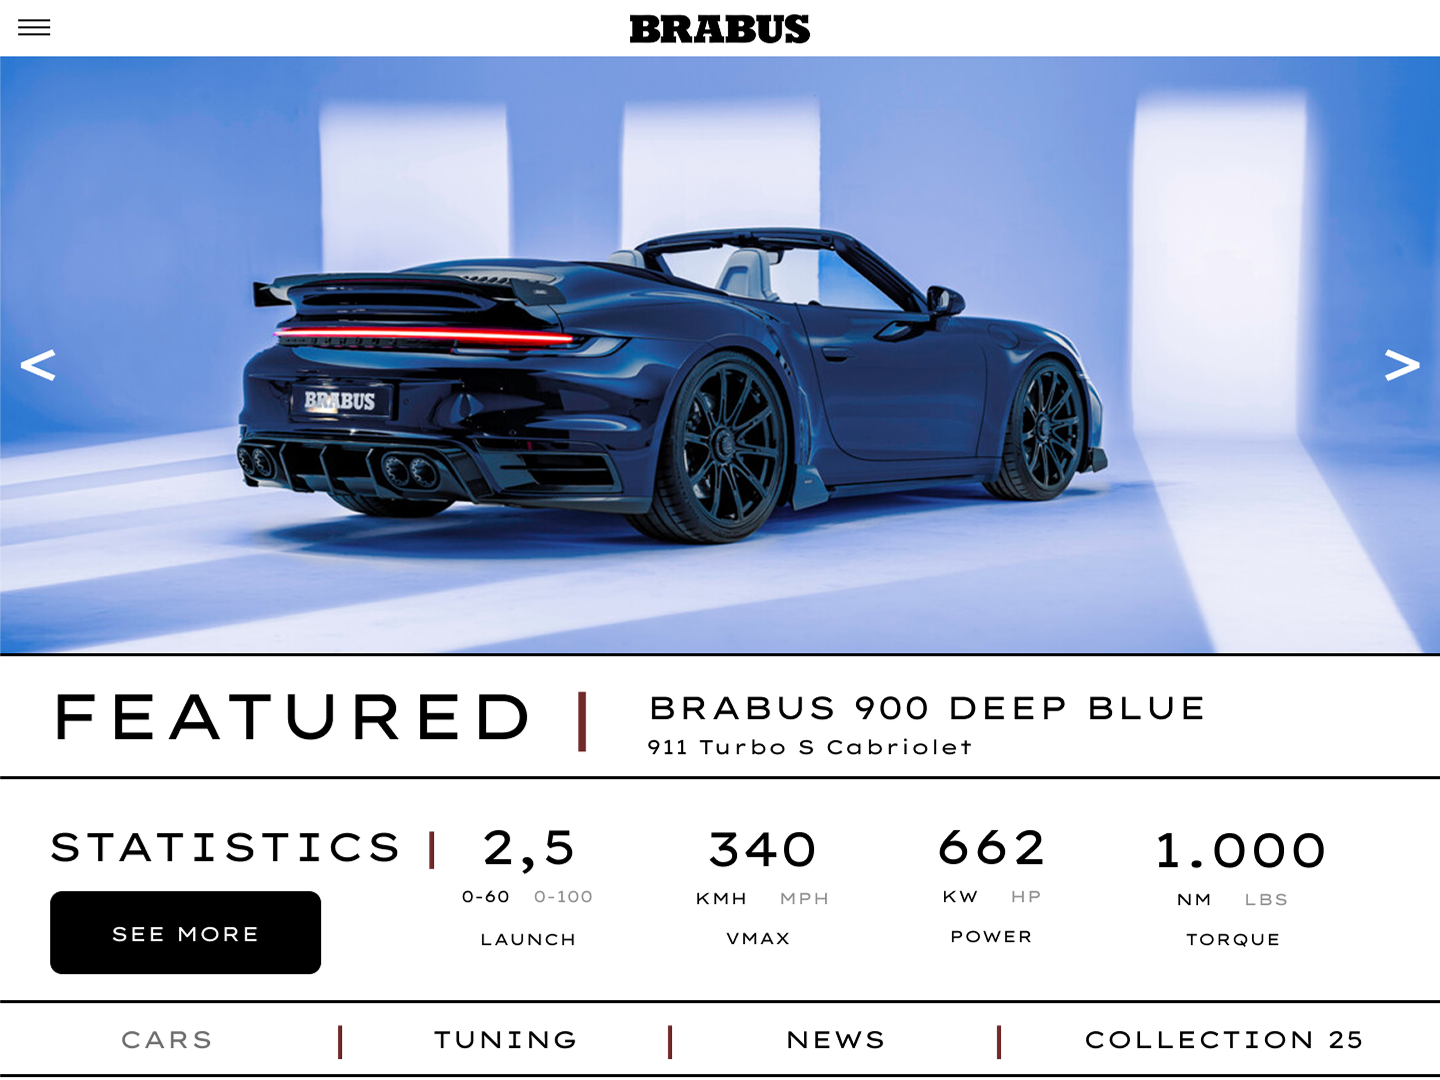 BRABUS
BRABUS
<
>
FEATURED
BRABUS 900 DEEP BLUE
911 Turbo S Cabriolet
STATISTICS
2,5
340
662
1.000
0-60 0-100
KMH MPH
KW HP
NM LBS
LAUNCH
VMAX
POWER
TORQUE
SEE MORE
CARS
TUNING
NEWS
COLLECTION 25